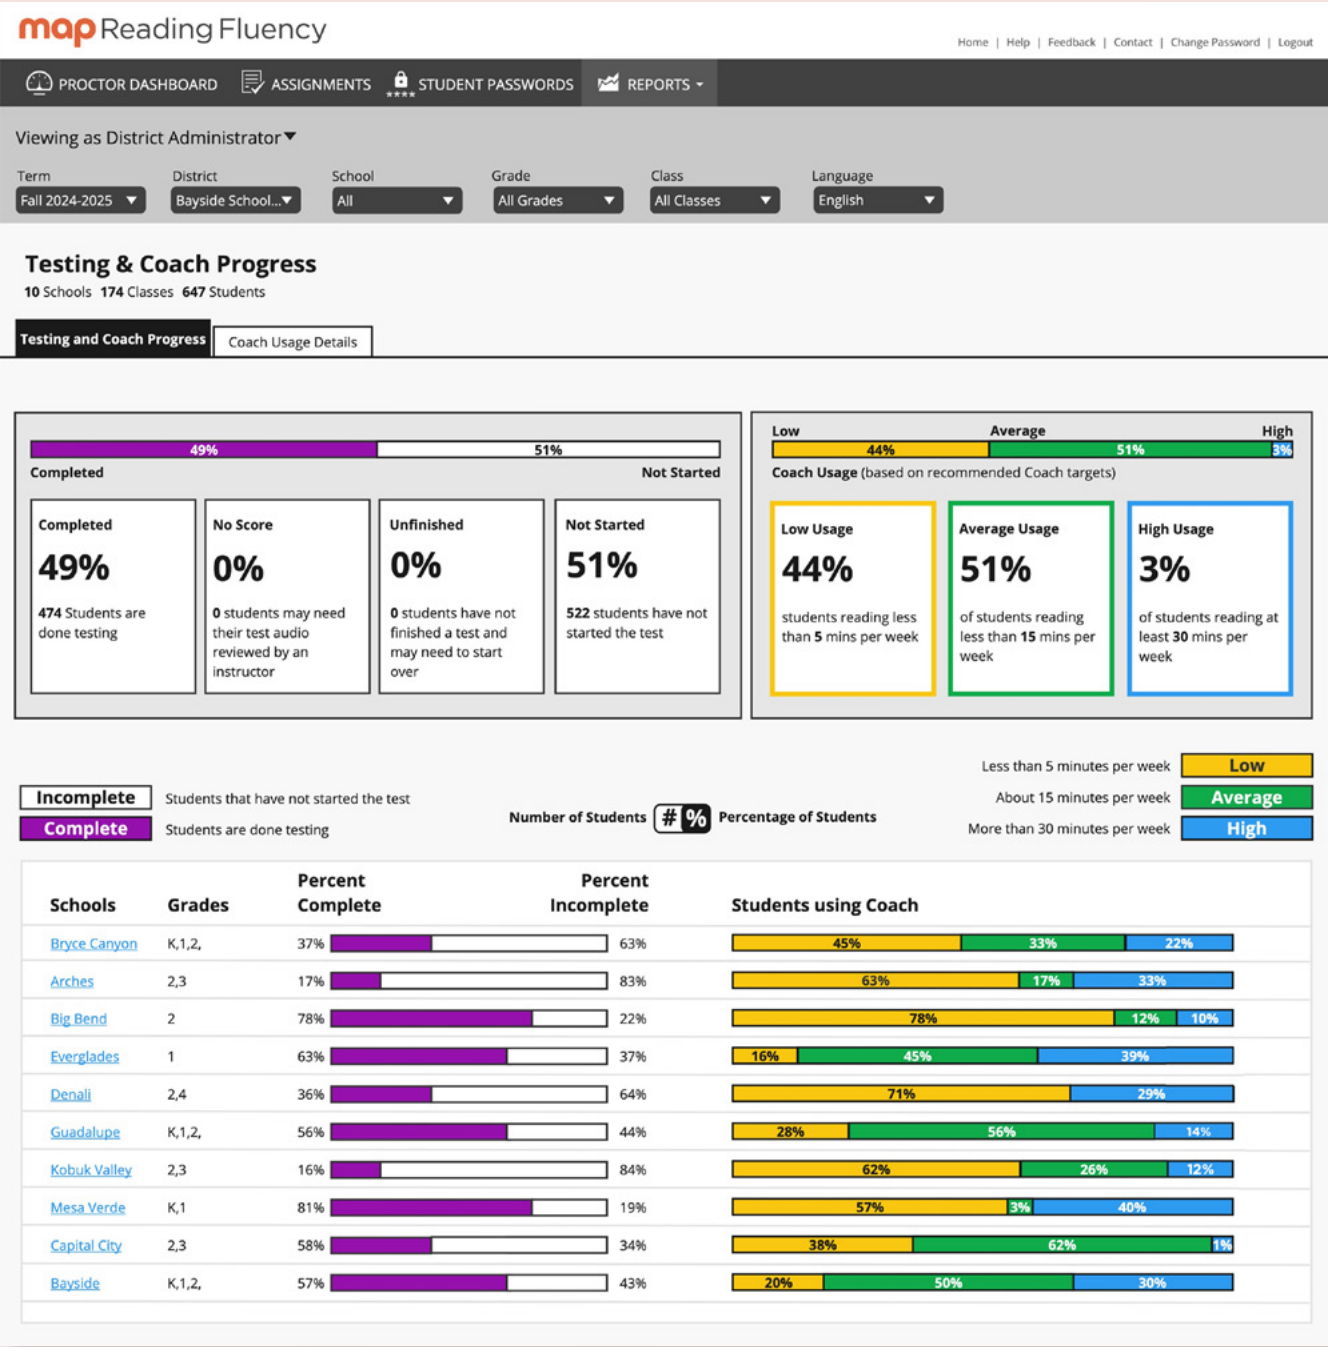 map Reading Fluency
Home | Help | Feedback | Contact | Change Password | Logout
PROCTOR DASHBOARD ASSIGNMENTS **** STUDENT PASSWORDS REPORTS
Viewing as District Administrator
Term District School Grade Class Language
Fall 2024-2025 Bayside School... All All Grades All Classes English
Testing & Coach Progress
10 Schools 174 Classes 647 Students
Testing and Coach Progress Coach Usage Details
49% 51%
Completed Not Started
Completed
49%
474 Students are
done testing
No Score
0%
0 students may need
their test audio
reviewed by an
instructor
Unfinished
0%
0 students have not
finished a test and
may need to start
over
Not Started
51%
522 students have not
started the test
Low Average High
44% 51% 3%
Coach Usage (based on recommended Coach targets)
Low Usage
44%
students reading less
than 5 mins per week
Average Usage
51%
of students reading
less than 15 mins per
week
High Usage
3%
of students reading at
least 30 mins per
week
Incomplete Students that have not started the test
Complete Students are done testing
Number of Students # % Percentage of Students
Less than 5 minutes per week Low
About 15 minutes per week Average
More than 30 minutes per week High
Schools Grades Percent Complete Percent Incomplete Students using Coach
Bryce Canyon K,1,2, 37% 63% 45% 33% 22%
Arches 2,3 17% 83% 63% 17% 33%
Big Bend 2 78% 22% 78% 12% 10%
Everglades 1 63% 37% 16% 45% 39%
Denali 2,4 36% 64% 71% 29%
Guadalupe K,1,2, 56% 44% 28% 56% 14%
Kobuk Valley 2,3 16% 84% 62% 26% 12%
Mesa Verde K,1 81% 19% 57% 3% 40%
Capital City 2,3 58% 34% 38% 62% 1%
Bayside K,1,2, 57% 43% 20% 50% 30%